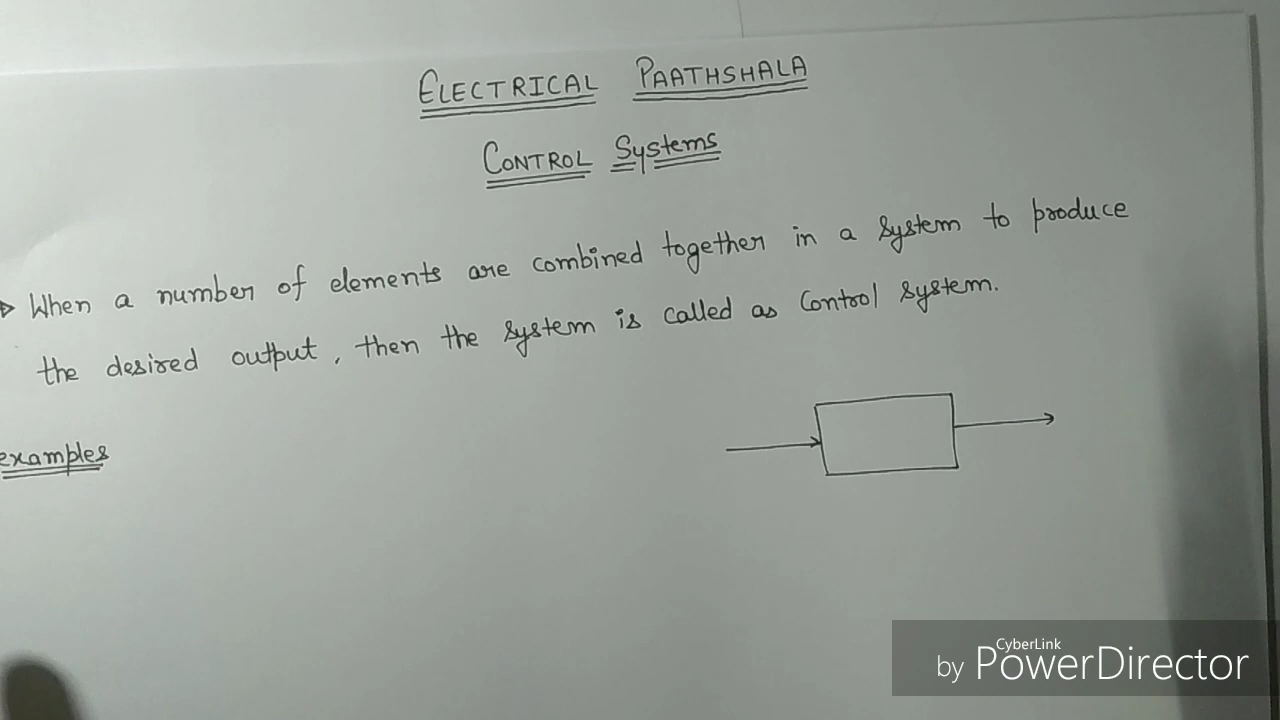 ELECTRICAL PAATHSHALA
CONTROL Systems
When a number of elements are combined together in a system to produce
the desired output, then the system is called as Control system.
examples
CyberLink
by PowerDirector